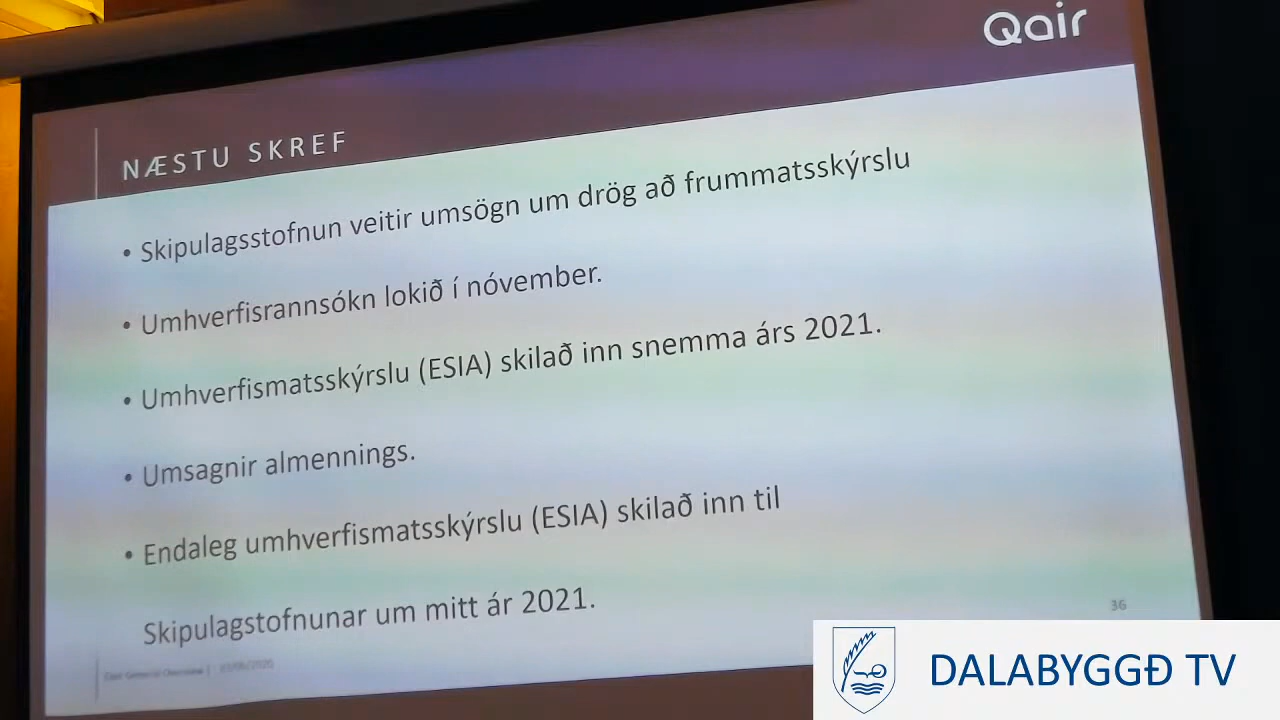 Qair
NÆSTU SKREF
• Skipulagsstofnun veitir umsögn um drög að frummatsskýrslu
• Umhverfisrannsókn lokið í nóvember.
• Umhverfismatsskýrslu (ESIA) skilað inn snemma árs 2021.
• Umsagnir almennings.
• Endaleg umhverfismatsskýrslu (ESIA) skilað inn til
Skipulagstofnunar um mitt ár 2021.
36
DALABYGGÐ TV